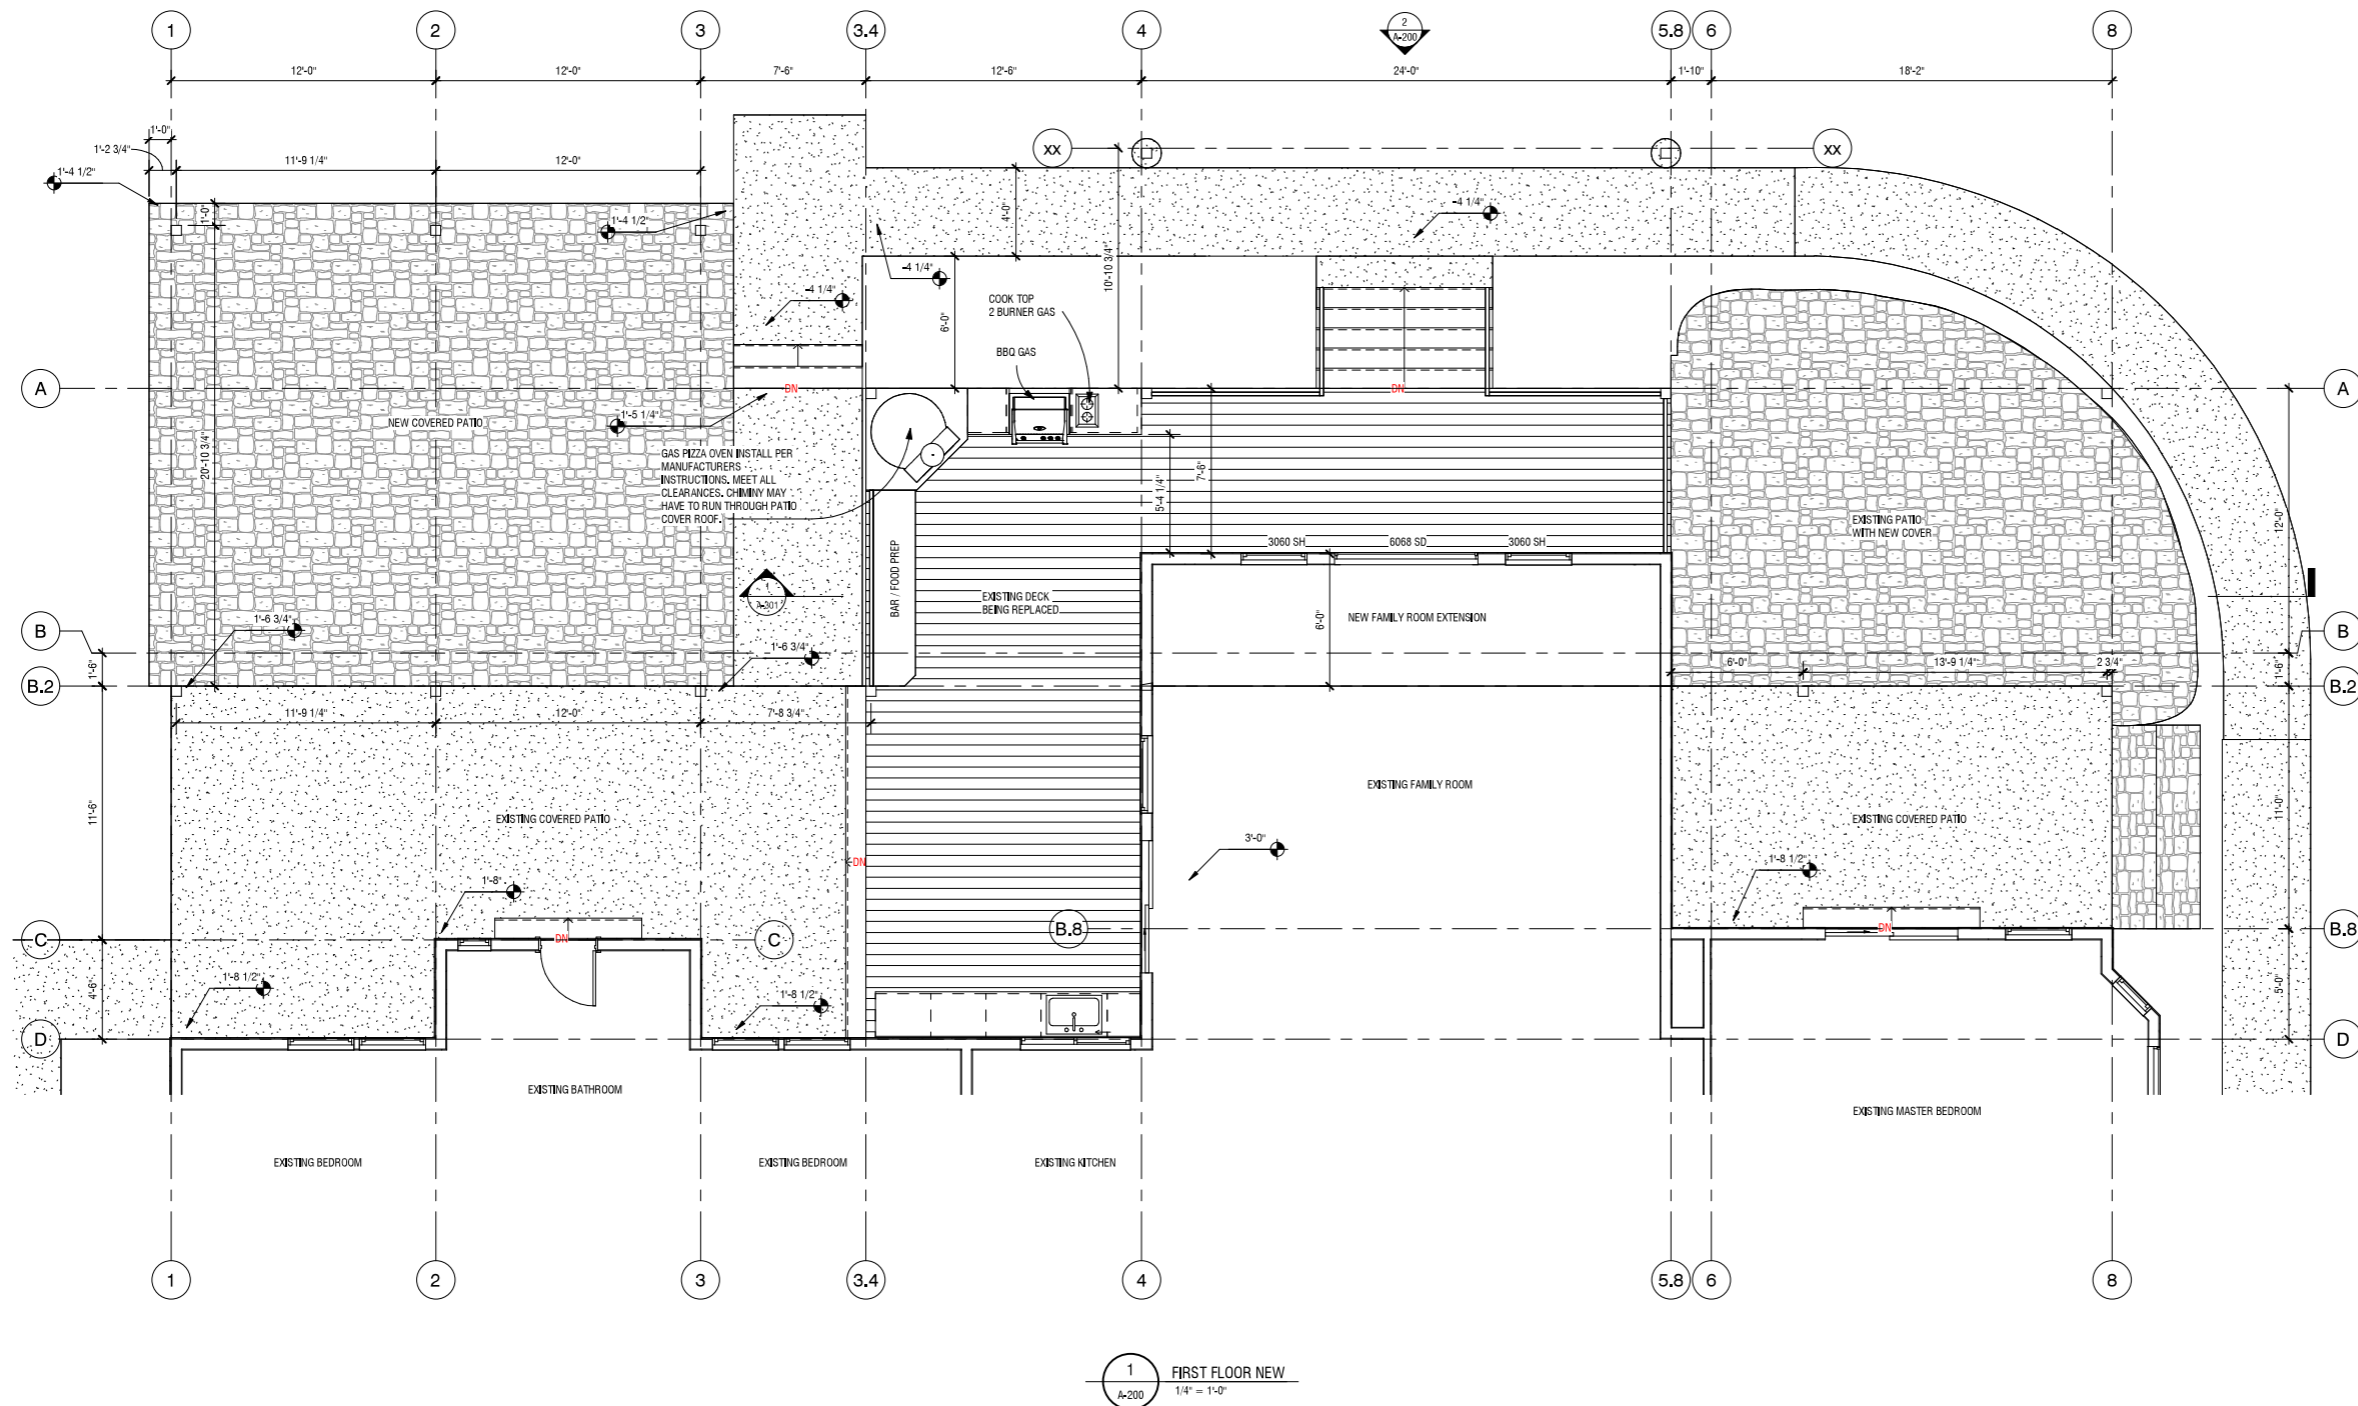 1
2
3
3.4
4
2
A-200
5.8
6
8
12'-0"
12'-0"
7'-6"
12'-6"
24'-0"
1'-10"
18'-2"
1'-0"
1'-2 3/4"
11'-9 1/4"
12'-0"
XX
XX
1'-4 1/2"
1'-0"
1'-4 1/2"
4'-0"
-4 1/4"
-4 1/4"
-4 1/4"
10'-10 3/4"
6'-0"
COOK TOP
2 BURNER GAS
BBQ GAS
A
DN
DN
A
1'-5 1/4"
NEW COVERED PATIO
20'-10 3/4"
GAS PIZZA OVEN INSTALL PER
MANUFACTURERS
INSTRUCTIONS. MEET ALL
CLEARANCES. CHIMINY MAY
HAVE TO RUN THROUGH PATIO
COVER ROOF.
5'-4 1/4"
7'-6"
EXISTING PATIO
WITH NEW COVER
12'-0"
3060 SH
6068 SD
3060 SH
BAR / FOOD PREP
1
A-301
EXISTING DECK
BEING REPLACED
6'-0"
NEW FAMILY ROOM EXTENSION
B
1'-6 3/4"
1'-6 3/4"
B
1'-6"
6'-0"
13'-9 1/4"
2 3/4"
1'-6"
B.2
B.2
11'-9 1/4"
12'-0"
7'-8 3/4"
11'-6"
EXISTING FAMILY ROOM
11'-0"
EXISTING COVERED PATIO
EXISTING COVERED PATIO
3'-0"
DN
1'-8 1/2"
1'-8"
C
DN
C
B.8
DN
B.8
4'-6"
1'-8 1/2"
1'-8 1/2"
5'-0"
D
D
EXISTING BATHROOM
EXISTING MASTER BEDROOM
EXISTING BEDROOM
EXISTING BEDROOM
EXISTING KITCHEN
1
2
3
3.4
4
5.8
6
8
1
A-200
FIRST FLOOR NEW
1/4" = 1'-0"